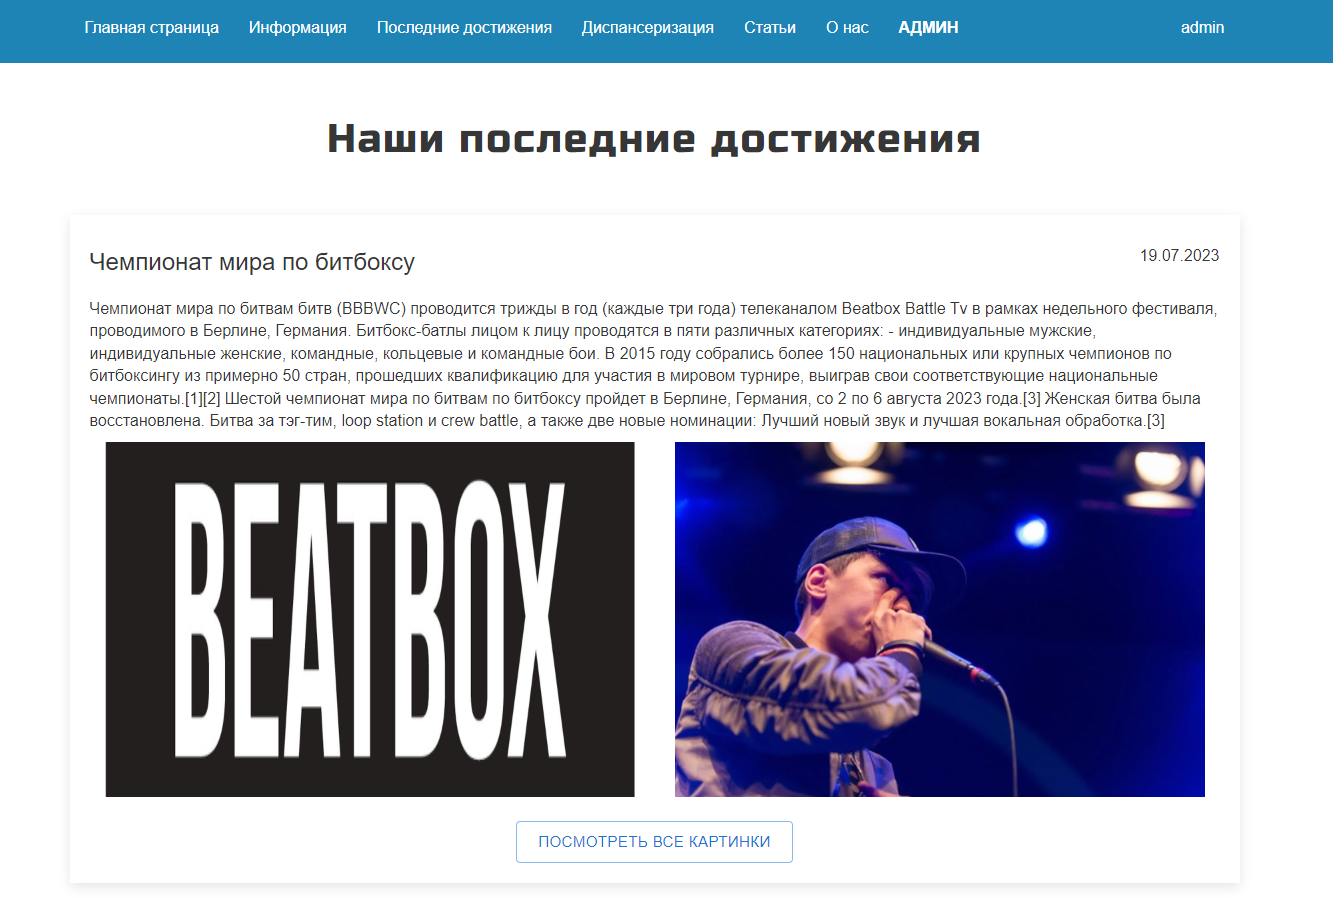 Главная страница Информация Последние достижения Диспансеризация Статьи О нас АДМИН admin
Наши последние достижения
Чемпионат мира по битбоксу 19.07.2023
Чемпионат мира по битвам битв (BBBWC) проводится трижды в год (каждые три года) телеканалом Beatbox Battle Tv в рамках недельного фестиваля,
проводимого в Берлине, Германия. Битбокс-батлы лицом к лицу проводятся в пяти различных категориях: - индивидуальные мужские,
индивидуальные женские, командные, кольцевые и командные бои. В 2015 году собрались более 150 национальных или крупных чемпионов по
битбоксингу из примерно 50 стран, прошедших квалификацию для участия в мировом турнире, выиграв свои соответствующие национальные
чемпионаты.[1][2] Шестой чемпионат мира по битвам по битбоксу пройдет в Берлине, Германия, со 2 по 6 августа 2023 года.[3] Женская битва была
восстановлена. Битва за тэг-тим, loop station и crew battle, а также две новые номинации: Лучший новый звук и лучшая вокальная обработка.[3]
BEATBOX
ПОСМОТРЕТЬ ВСЕ КАРТИНКИ